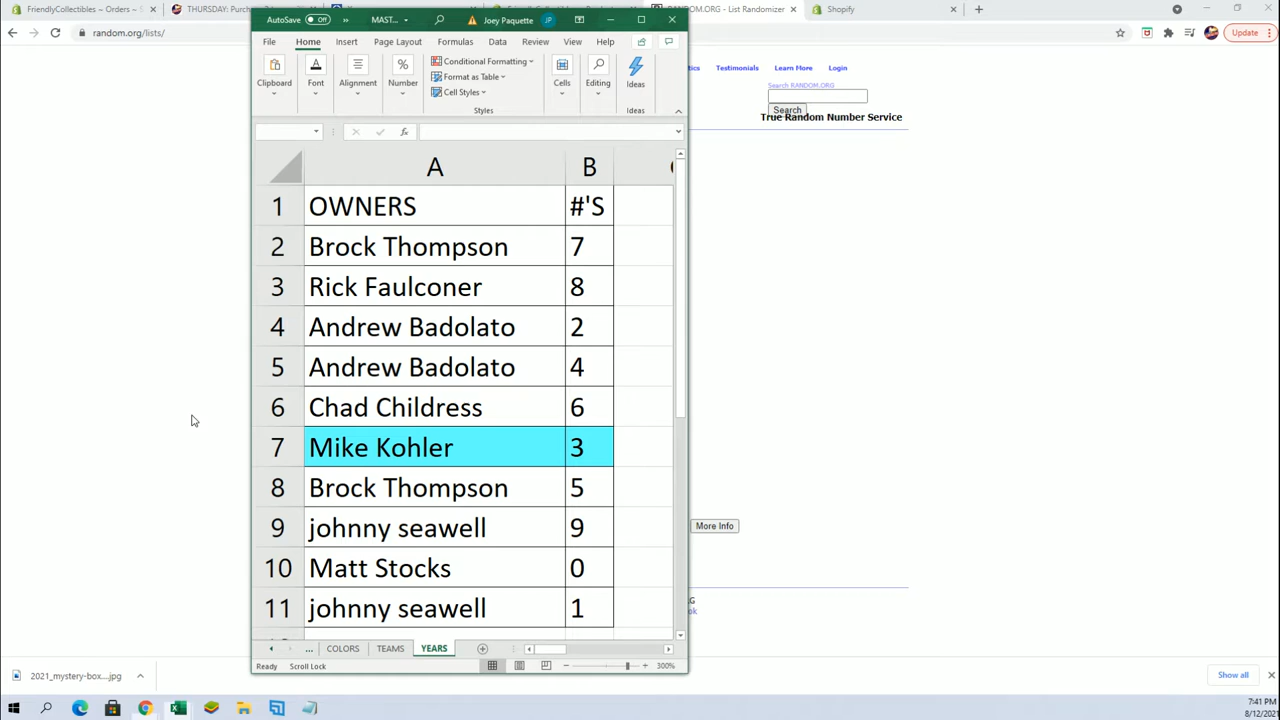 FriendlyCollectibles – Orders –
THURSDAY: Purch
RANDOM.ORG - List Randomizer
Shopify
random.org/lists/
Update
AutoSave Off
MAST...
Joey Paquette
JP
File Home Insert Page Layout Formulas Data Review View Help
Clipboard
Font
Alignment
Number
Conditional Formatting
Format as Table
Cell Styles
Styles
Cells
Editing
Ideas
Ideas
tics
Testimonials
Learn More
Login
Search RANDOM.ORG
Search
True Random Number Service
A B
1 OWNERS #'S
2 Brock Thompson 7
3 Rick Faulconer 8
4 Andrew Badolato 2
5 Andrew Badolato 4
6 Chad Childress 6
7 Mike Kohler 3
8 Brock Thompson 5
9 johnny seawell 9
10 Matt Stocks 0
11 johnny seawell 1
More Info
... COLORS TEAMS YEARS
Ready Scroll Lock 300%
2021_mystery-box....jpg
Show all
7:41 PM
8/12/2021